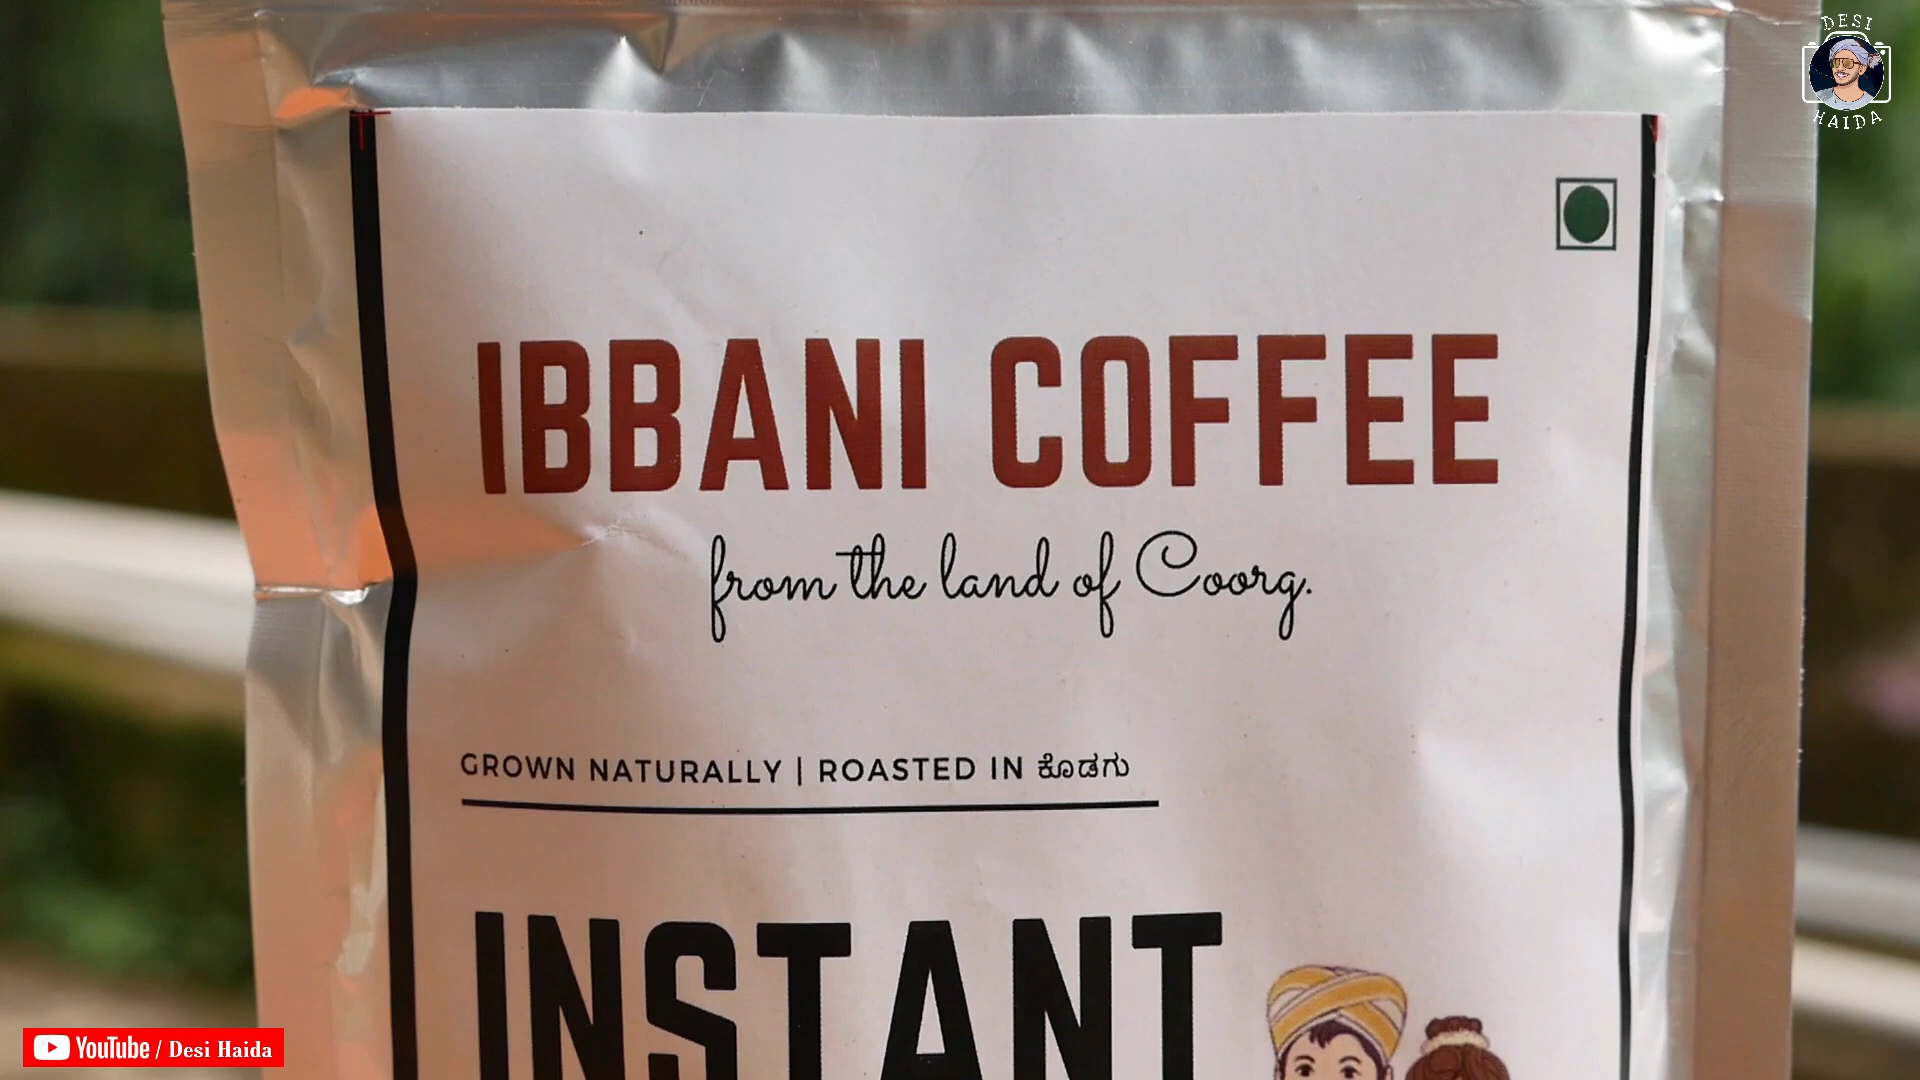 DESI
HAIDA
IBBANI COFFEE
from the land of Coorg.
GROWN NATURALLY | ROASTED IN ಕೊಡಗು
INSTANT
YouTube / Desi Haida